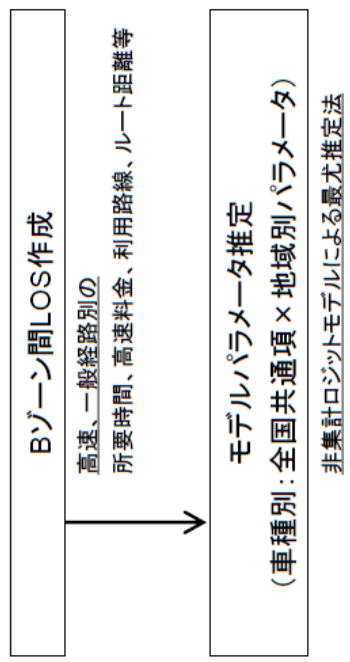 Bゾーン間LOS作成
高速、一般経路別の
所要時間、高速料金、利用路線、ルート距離等
モデルパラメータ推定
（車種別：全国共通項×地域別パラメータ）
非集計ロジットモデルによる最尤推定法